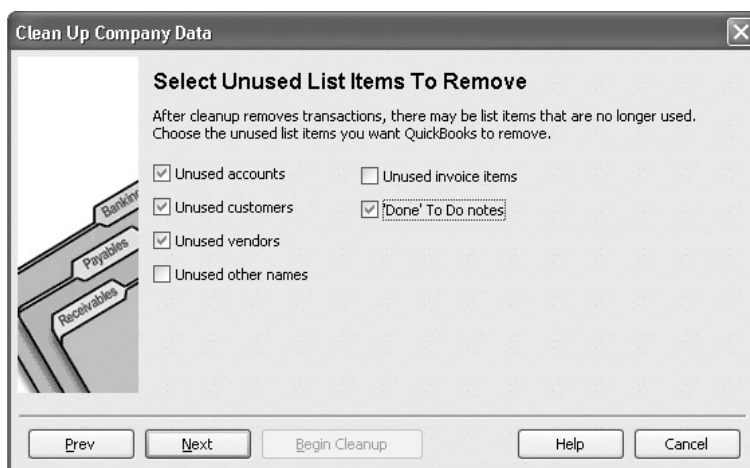 Clean Up Company Data
Select Unused List Items To Remove
After cleanup removes transactions, there may be list items that are no longer used.
Choose the unused list items you want QuickBooks to remove.
Unused accounts
Unused invoice items
Unused customers
'Done' To Do notes
Unused vendors
Unused other names
Banking
Payables
Receivables
Prev
Next
Begin Cleanup
Help
Cancel